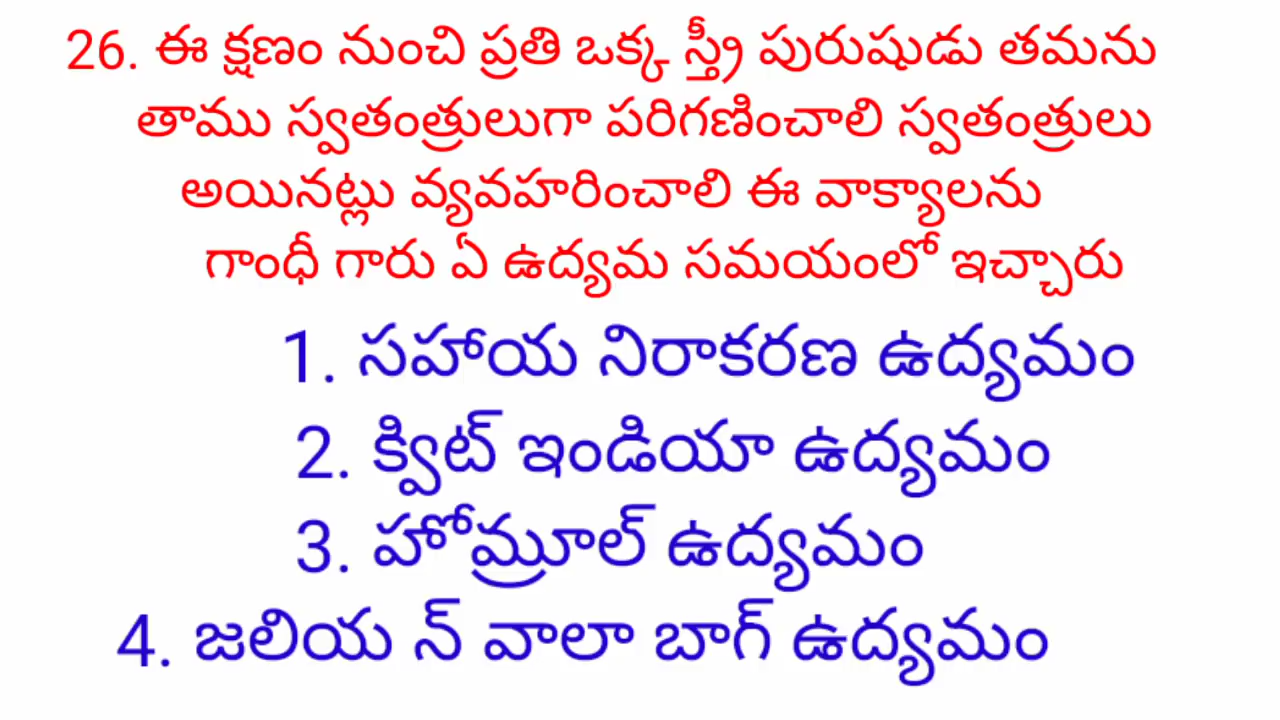 26. ఈ క్షణం నుంచి ప్రతి ఒక్క స్త్రీ పురుషుడు తమను
తాము స్వతంత్రులుగా పరిగణించాలి స్వతంత్రులు
అయినట్లు వ్యవహరించాలి ఈ వాక్యాలను
గాంధీ గారు ఏ ఉద్యమ సమయంలో ఇచ్చారు
1. సహాయ నిరాకరణ ఉద్యమం
2. క్విట్ ఇండియా ఉద్యమం
3. హోమ్రూల్ ఉద్యమం
4. జలియ న్ వాలా బాగ్ ఉద్యమం